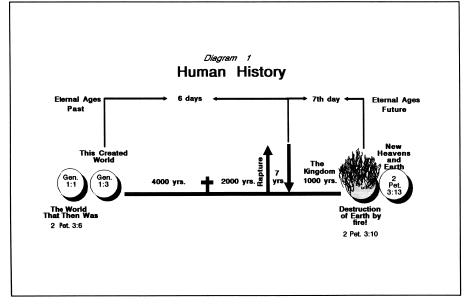 Diagram 1
Human History
Eternal Ages
Past
6 days
7th day
Eternal Ages
Future
This Created
World
New
Heavens
and
Earth
Gen.
1:1
Gen.
1:3
4000 yrs.
2000 yrs.
Rapture
7
yrs.
The
Kingdom
1000 yrs.
2
Pet.
3:13
The World
That Then Was
2 Pet. 3:6
Destruction
of Earth by
fire!
2 Pet. 3:10